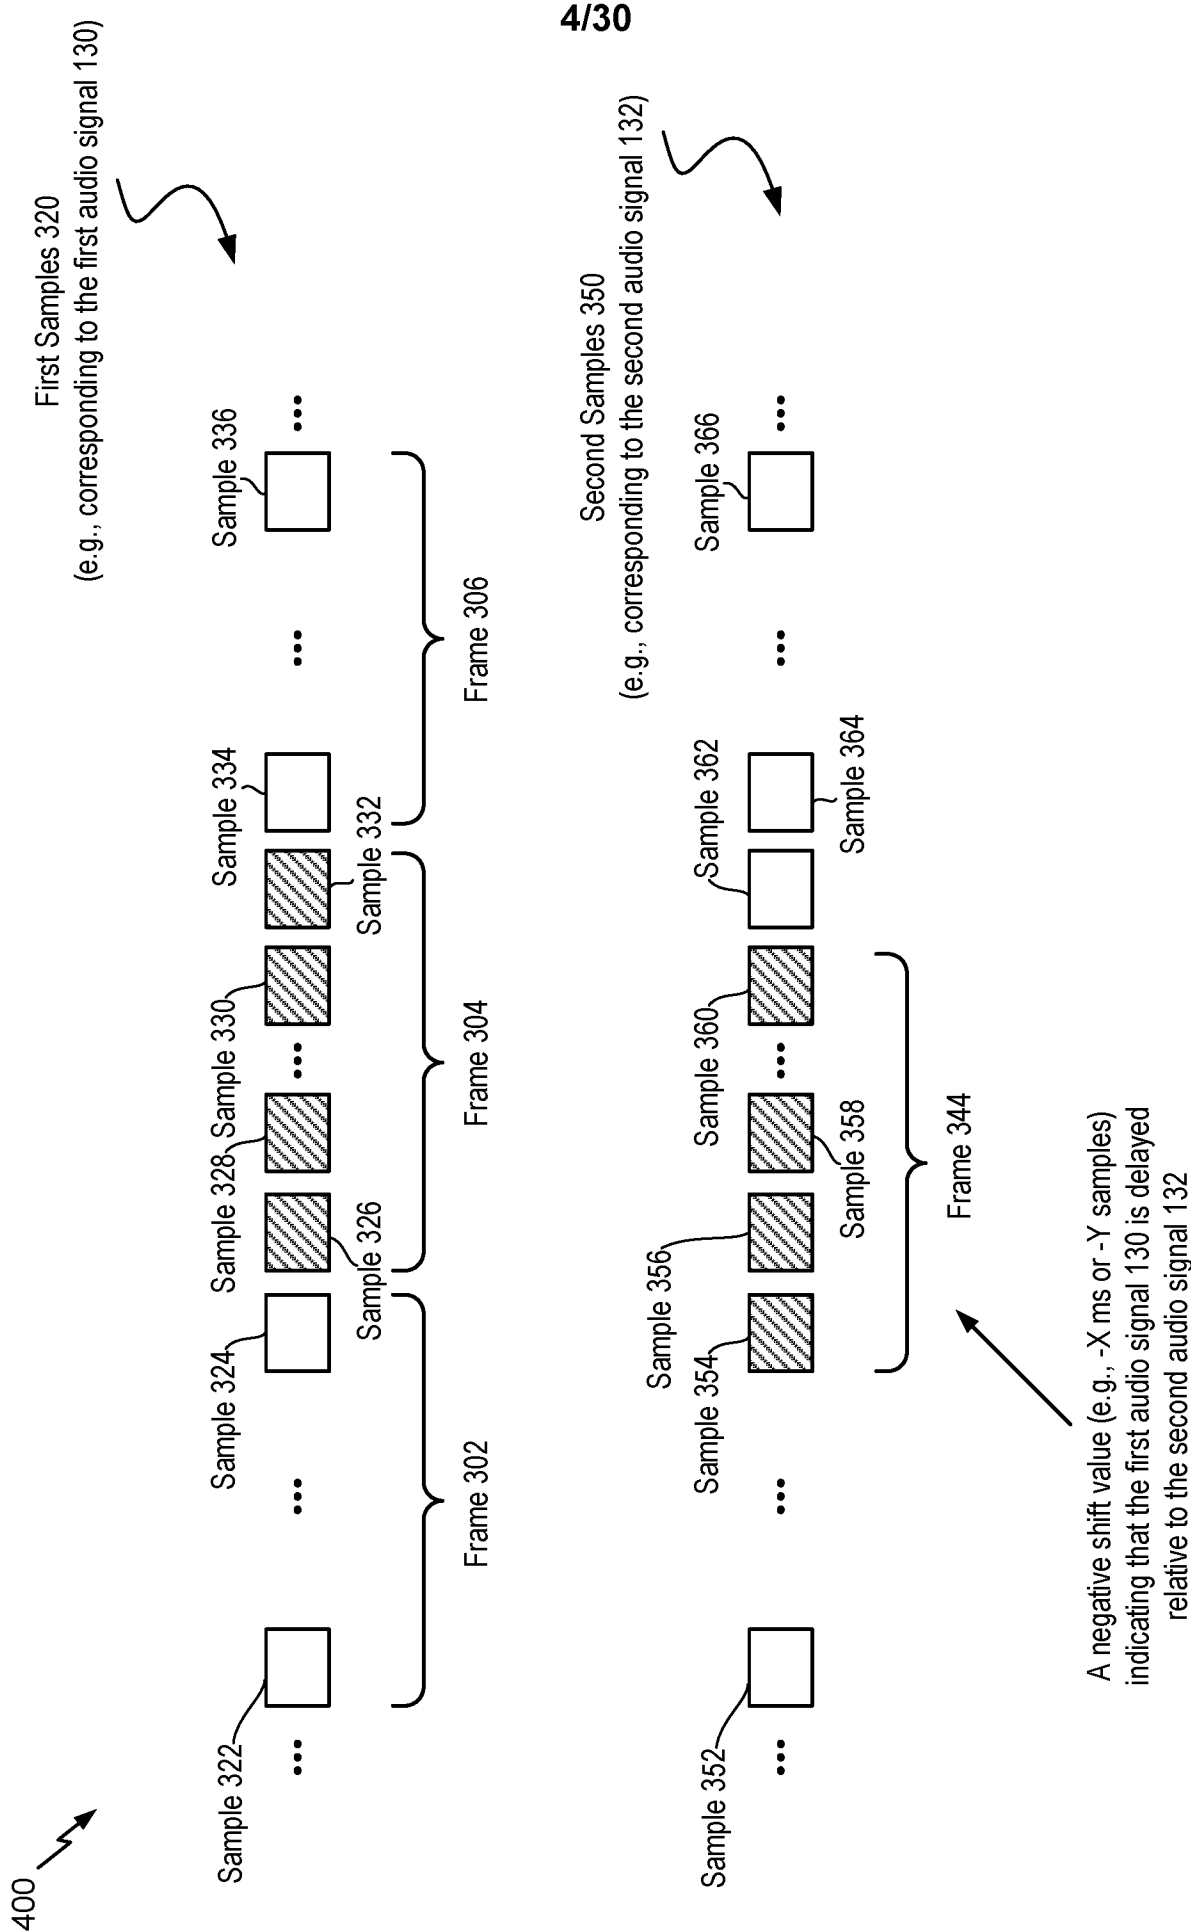 4/30
400
First Samples 320
(e.g., corresponding to the first audio signal 130)
Sample 322
Sample 324
Sample 326
Sample 328
Sample 330
Sample 332
Sample 334
Sample 336
Frame 302
Frame 304
Frame 306
Second Samples 350
(e.g., corresponding to the second audio signal 132)
Sample 352
Sample 354
Sample 356
Sample 358
Sample 360
Sample 362
Sample 364
Sample 366
Frame 344
A negative shift value (e.g., -X ms or -Y samples)
indicating that the first audio signal 130 is delayed
relative to the second audio signal 132